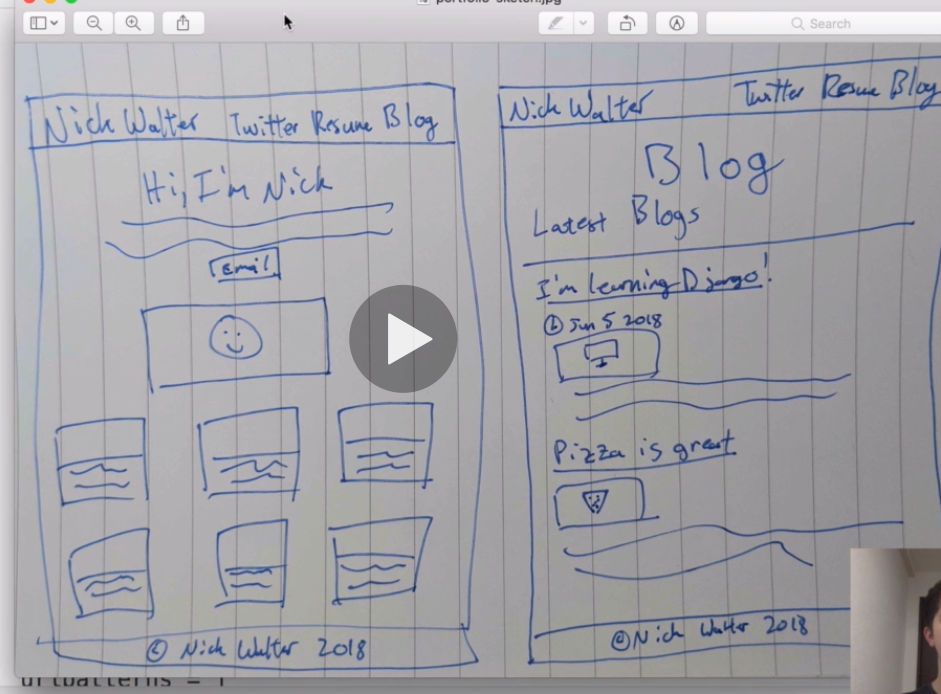 portfolio-sketch.jpg
Search
Nick Walter Twitter Resume Blog
Hi, I'm Nick
Email
© Nick Walter 2018
Nick Walter Twitter Resume Blog
Blog
Latest Blogs
I'm learning Django!
Jun 5 2018
Pizza is great
© Nick Walter 2018
urlpatterns = [